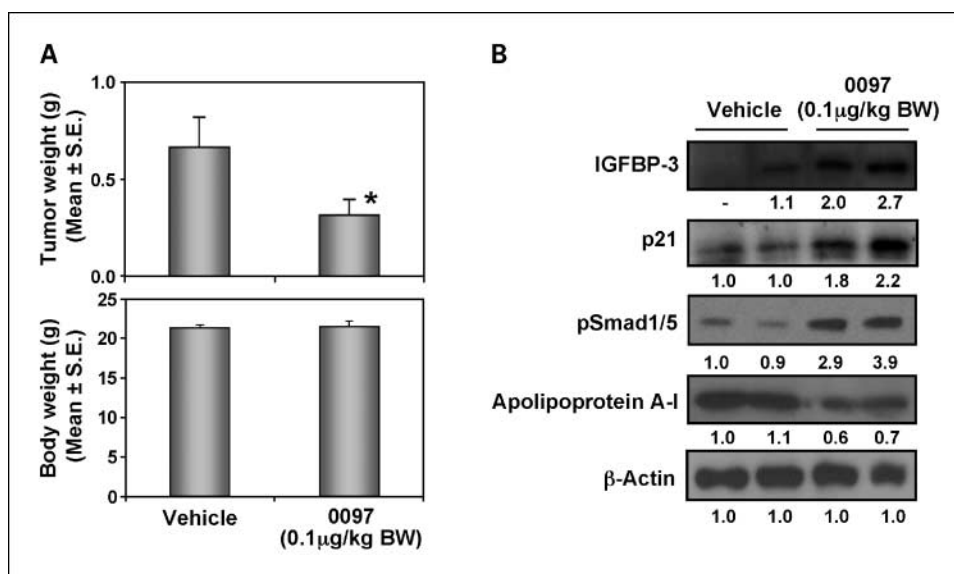 A
Tumor weight (g)
(Mean ± S.E.)
1.0
0.5
0.0
*
Body weight (g)
(Mean ± S.E.)
25
20
15
10
5
0
Vehicle
0097
(0.1μg/kg BW)
B
Vehicle
0097
(0.1μg/kg BW)
IGFBP-3
- 1.1 2.0 2.7
p21
1.0 1.0 1.8 2.2
pSmad1/5
1.0 0.9 2.9 3.9
Apolipoprotein A-I
1.0 1.1 0.6 0.7
β-Actin
1.0 1.0 1.0 1.0